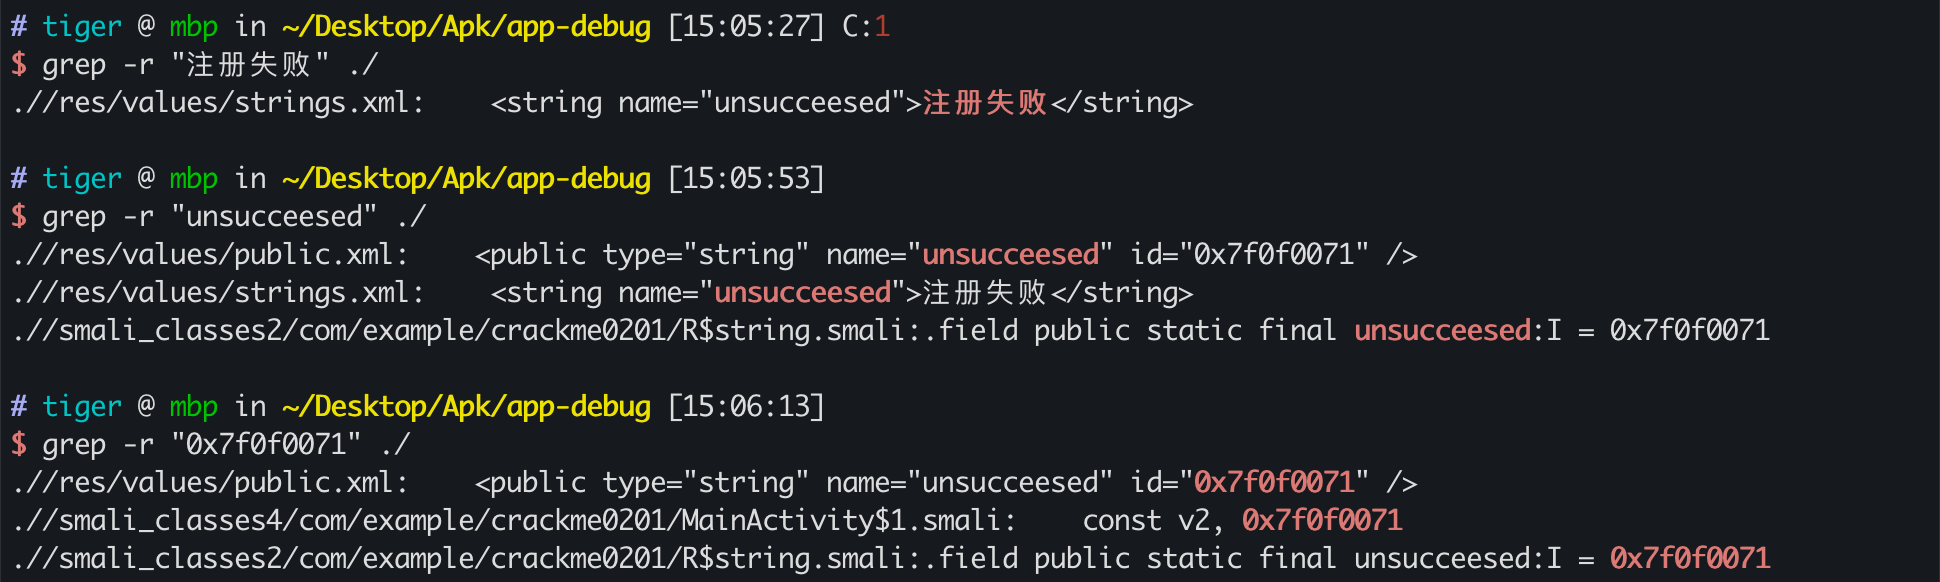 # tiger @ mbp in ~/Desktop/Apk/app-debug [15:05:27] C:1
$ grep -r "注册失败" ./
.//res/values/strings.xml:    <string name="unsucceesed">注册失败</string>
# tiger @ mbp in ~/Desktop/Apk/app-debug [15:05:53]
$ grep -r "unsucceesed" ./
.//res/values/public.xml:    <public type="string" name="unsucceesed" id="0x7f0f0071" />
.//res/values/strings.xml:    <string name="unsucceesed">注册失败</string>
.//smali_classes2/com/example/crackme0201/R$string.smali:.field public static final unsucceesed:I = 0x7f0f0071
# tiger @ mbp in ~/Desktop/Apk/app-debug [15:06:13]
$ grep -r "0x7f0f0071" ./
.//res/values/public.xml:    <public type="string" name="unsucceesed" id="0x7f0f0071" />
.//smali_classes4/com/example/crackme0201/MainActivity$1.smali:    const v2, 0x7f0f0071
.//smali_classes2/com/example/crackme0201/R$string.smali:.field public static final unsucceesed:I = 0x7f0f0071